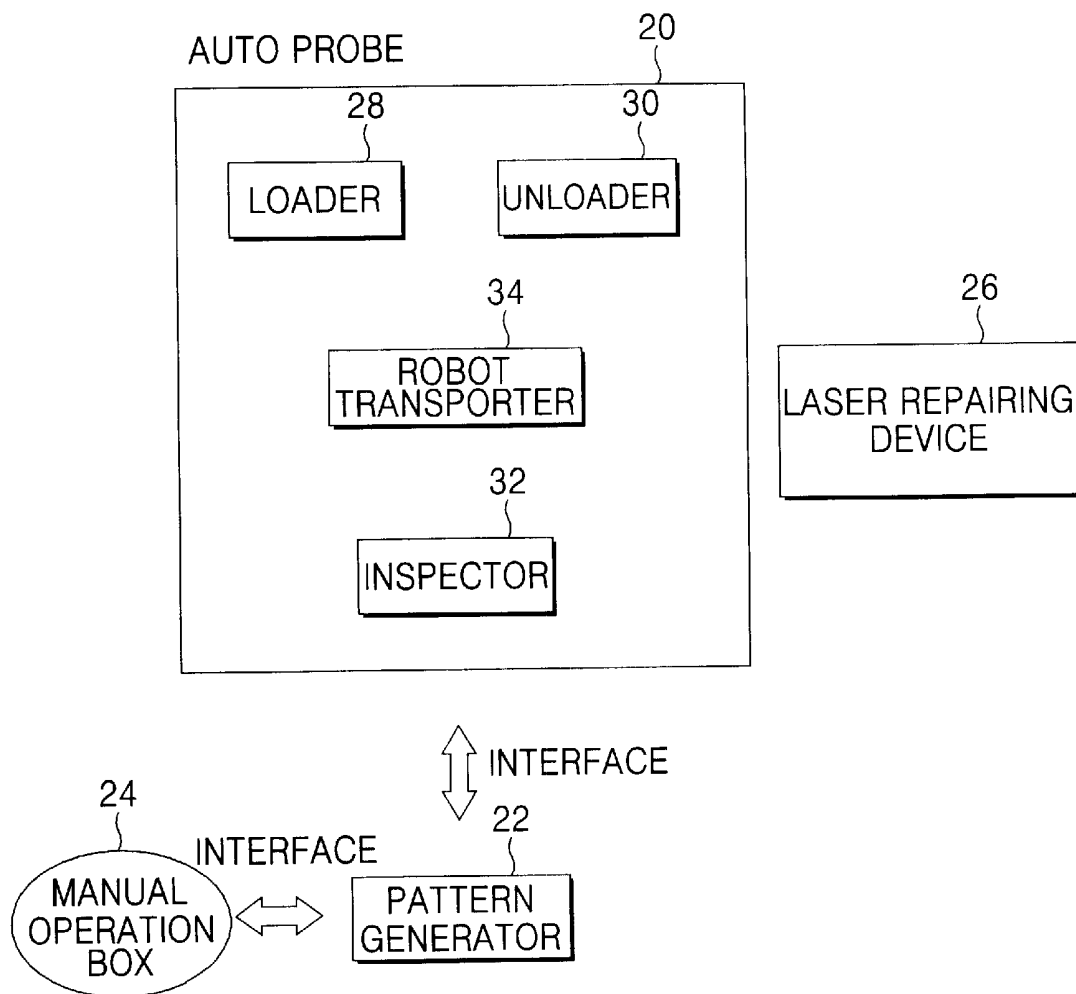 20
AUTO PROBE
28
30
LOADER
UNLOADER
34
26
ROBOT
TRANSPORTER
LASER REPAIRING
DEVICE
32
INSPECTOR
INTERFACE
24
22
INTERFACE
MANUAL
OPERATION
BOX
PATTERN
GENERATOR